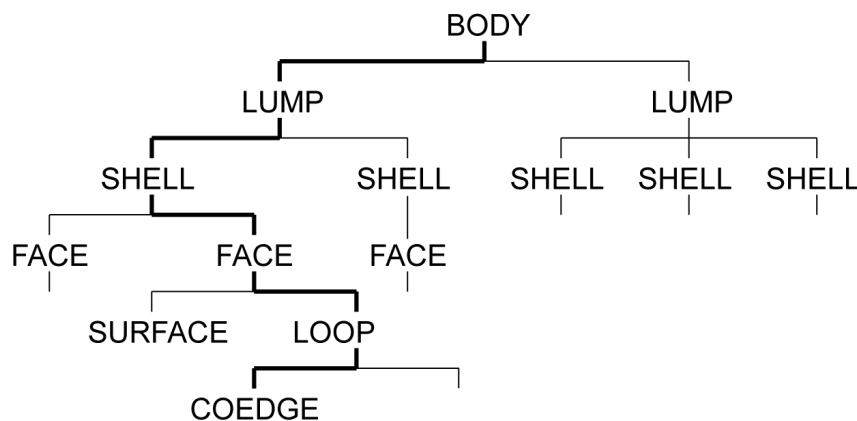 BODY
LUMP LUMP
SHELL SHELL SHELL SHELL SHELL
FACE FACE FACE
SURFACE LOOP
COEDGE